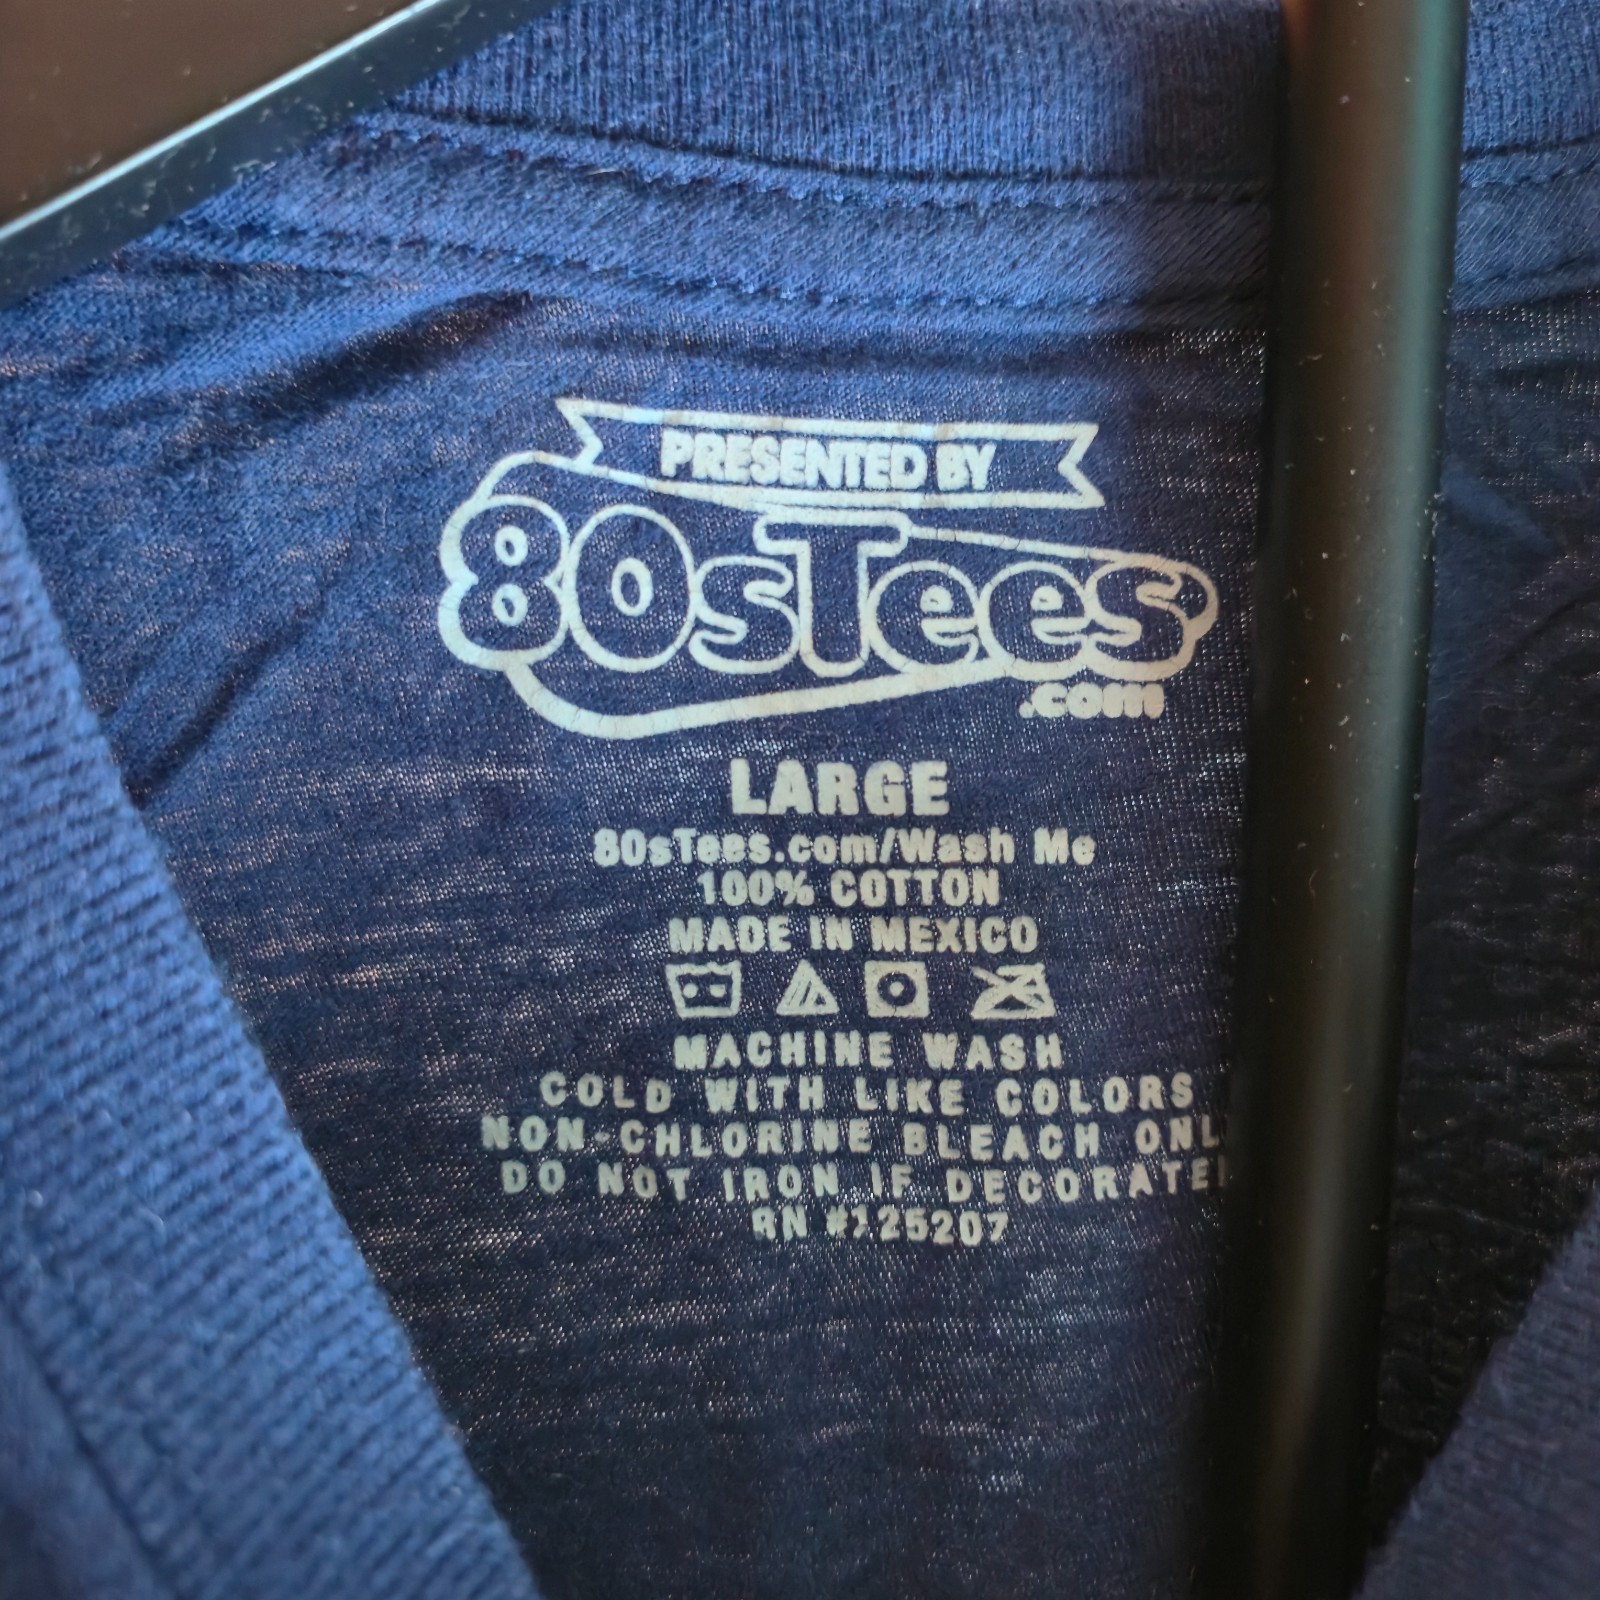 PRESENTED BY
80sTees
.com
LARGE
80sTees.com/Wash Me
100% COTTON
MADE IN MEXICO
MACHINE WASH
COLD WITH LIKE COLORS
NON-CHLORINE BLEACH ONL
DO NOT IRON IF DECORATE
RN #125207